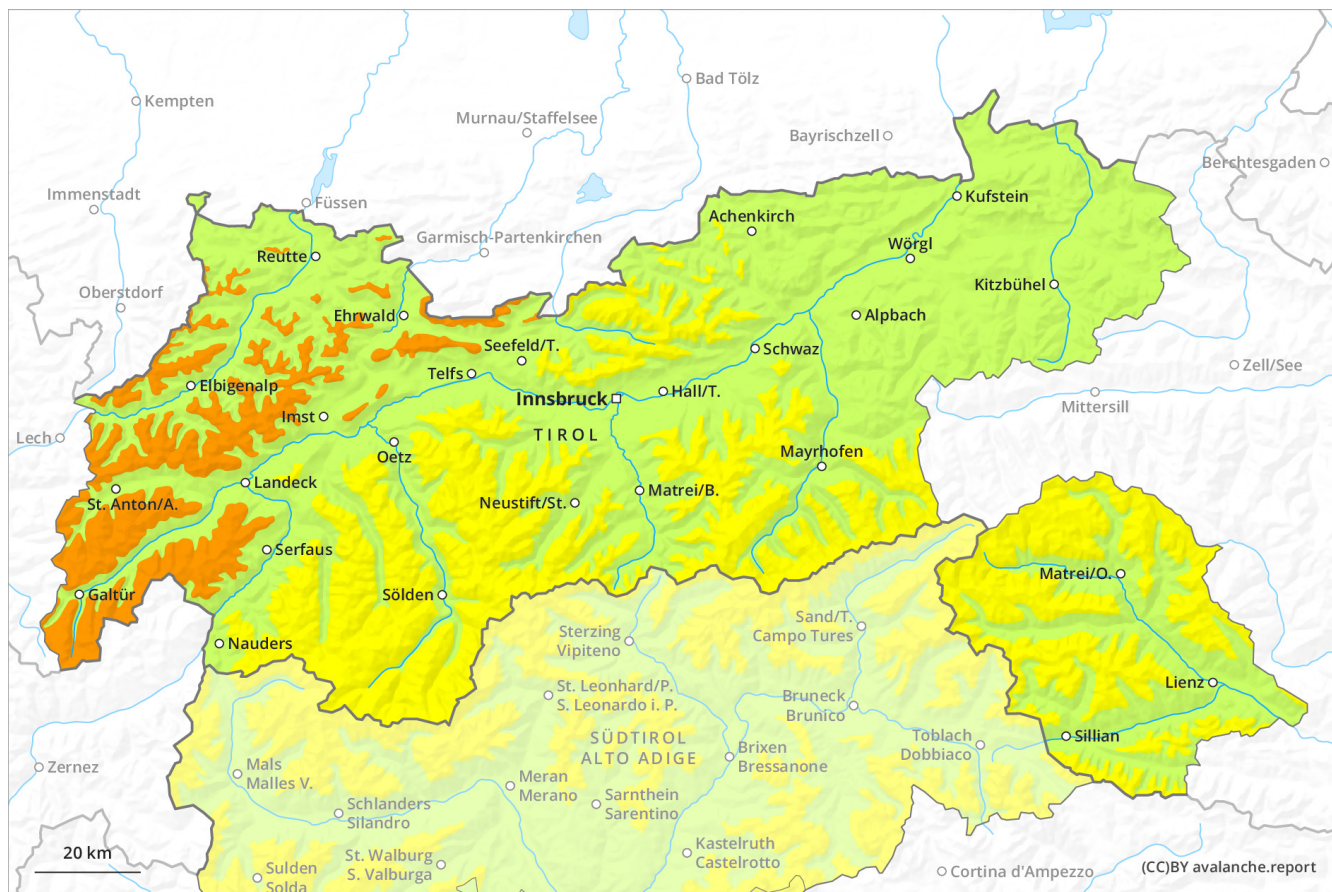 Bad Tölz
Kempten
Murnau/Staffelsee
Bayrischzell
Berchtesgaden
Immenstadt
Füssen
Kufstein
Achenkirch
Garmisch-Partenkirchen
Reutte
Wörgl
Oberstdorf
Kitzbühel
Ehrwald
Alpbach
Seefeld/T.
Schwaz
Zell/See
Telfs
Elbigenalp
Hall/T.
Innsbruck
Mittersill
Imst
Lech
TIROL
Oetz
Mayrhofen
Landeck
Matrei/B.
St. Anton/A.
Neustift/St.
Serfaus
Matrei/O.
Galtür
Sölden
Sand/T.
Campo Tures
Sterzing
Vipiteno
Nauders
Lienz
St. Leonhard/P.
S. Leonardo i. P.
Bruneck
Brunico
SÜDTIROL
ALTO ADIGE
Toblach
Dobbiaco
Sillian
Brixen
Bressanone
Zernez
Mals
Malles V.
Meran
Merano
Sarnthein
Sarentino
Schlanders
Silandro
20 km
St. Walburg
S. Valburga
Kastelruth
Castelrotto
Sulden
Solda
Cortina d'Ampezzo
(CC)BY avalanche.report